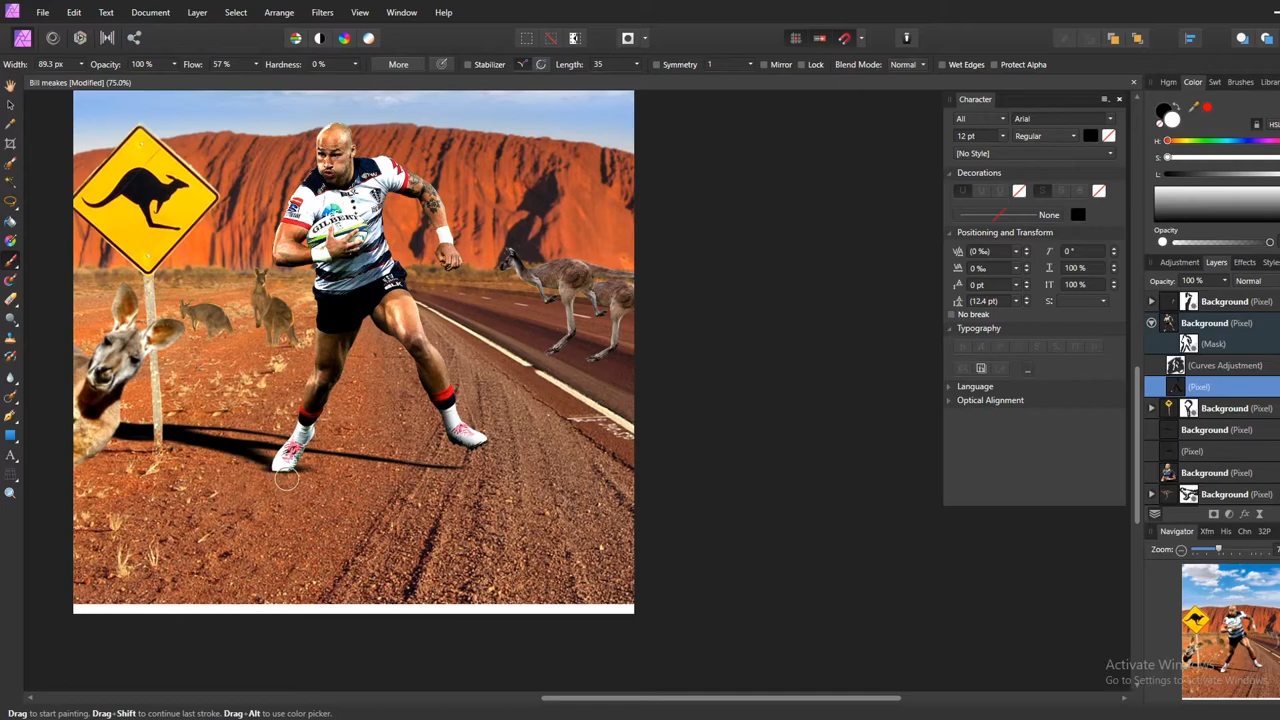 File Edit Text Document Layer Select Arrange Filters View Window Help
Width: 89.3 px Opacity: 100 % Flow: 57 % Hardness: 0 % More Stabilizer Length: 35 Symmetry 1 Mirror Lock Blend Mode: Normal Wet Edges Protect Alpha
Bill meakes [Modified] (75.0%)
Hgm Color Swt Brushes Librar
Character
All Arial
12 pt Regular
[No Style]
Decorations
None
Positioning and Transform
(0 ‰) 0 °
0 ‰ 100 %
0 pt 100 %
(12.4 pt) S:
No break
Typography
Language
Optical Alignment
HSL
H:
S:
L:
Opacity
Adjustment Layers Effects Styles
Opacity: 100 % Normal
Background (Pixel)
Background (Pixel)
(Mask)
(Curves Adjustment)
(Pixel)
Background (Pixel)
Background (Pixel)
(Pixel)
Background (Pixel)
Background (Pixel)
Navigator Xfm His Chn 32P
Zoom:
GILBERT
BLK
Activate Windows
Go to Settings to Activate Windows.
Drag to start painting. Drag+Shift to continue last stroke. Drag+Alt to use color picker.